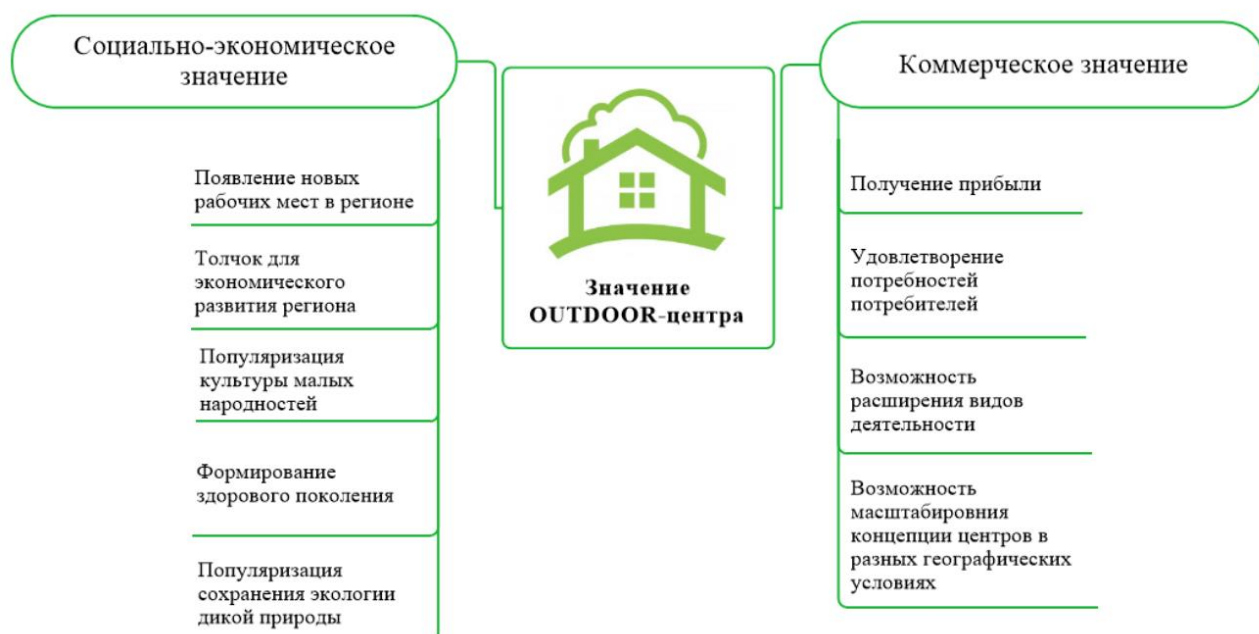 Социально-экономическое
значение
Появление новых
рабочих мест в регионе
Толчок для
экономического
развития региона
Популяризация
культуры малых
народностей
Формирование
здорового поколения
Популяризация
сохранения экологии
дикой природы
Значение
OUTDOOR-центра
Коммерческое значение
Получение прибыли
Удовлетворение
потребностей
потребителей
Возможность
расширения видов
деятельности
Возможность
масштабировния
концепции центров в
разных географических
условиях